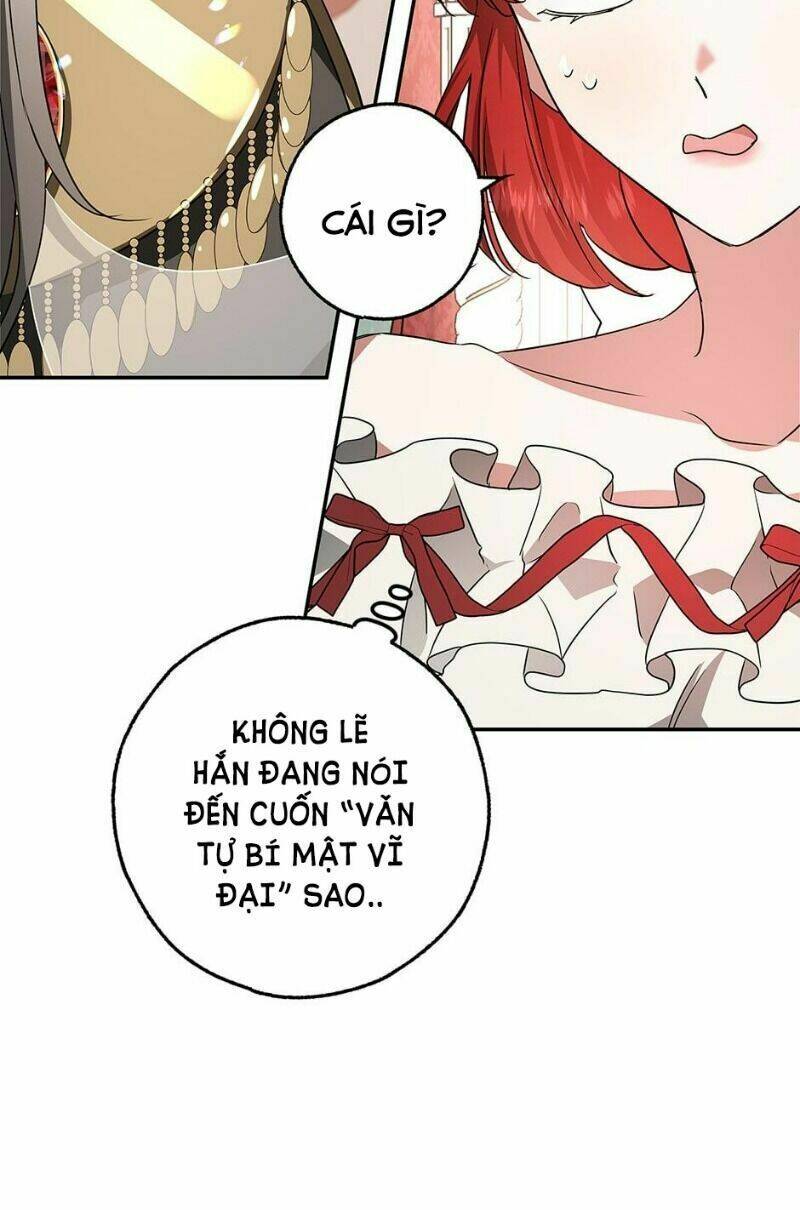 CÁI GÌ?
KHÔNG LẼ
HẮN ĐANG NÓI
ĐẾN CUỐN “VĂN
TỰ BÍ MẬT VĨ
ĐẠI” SAO..